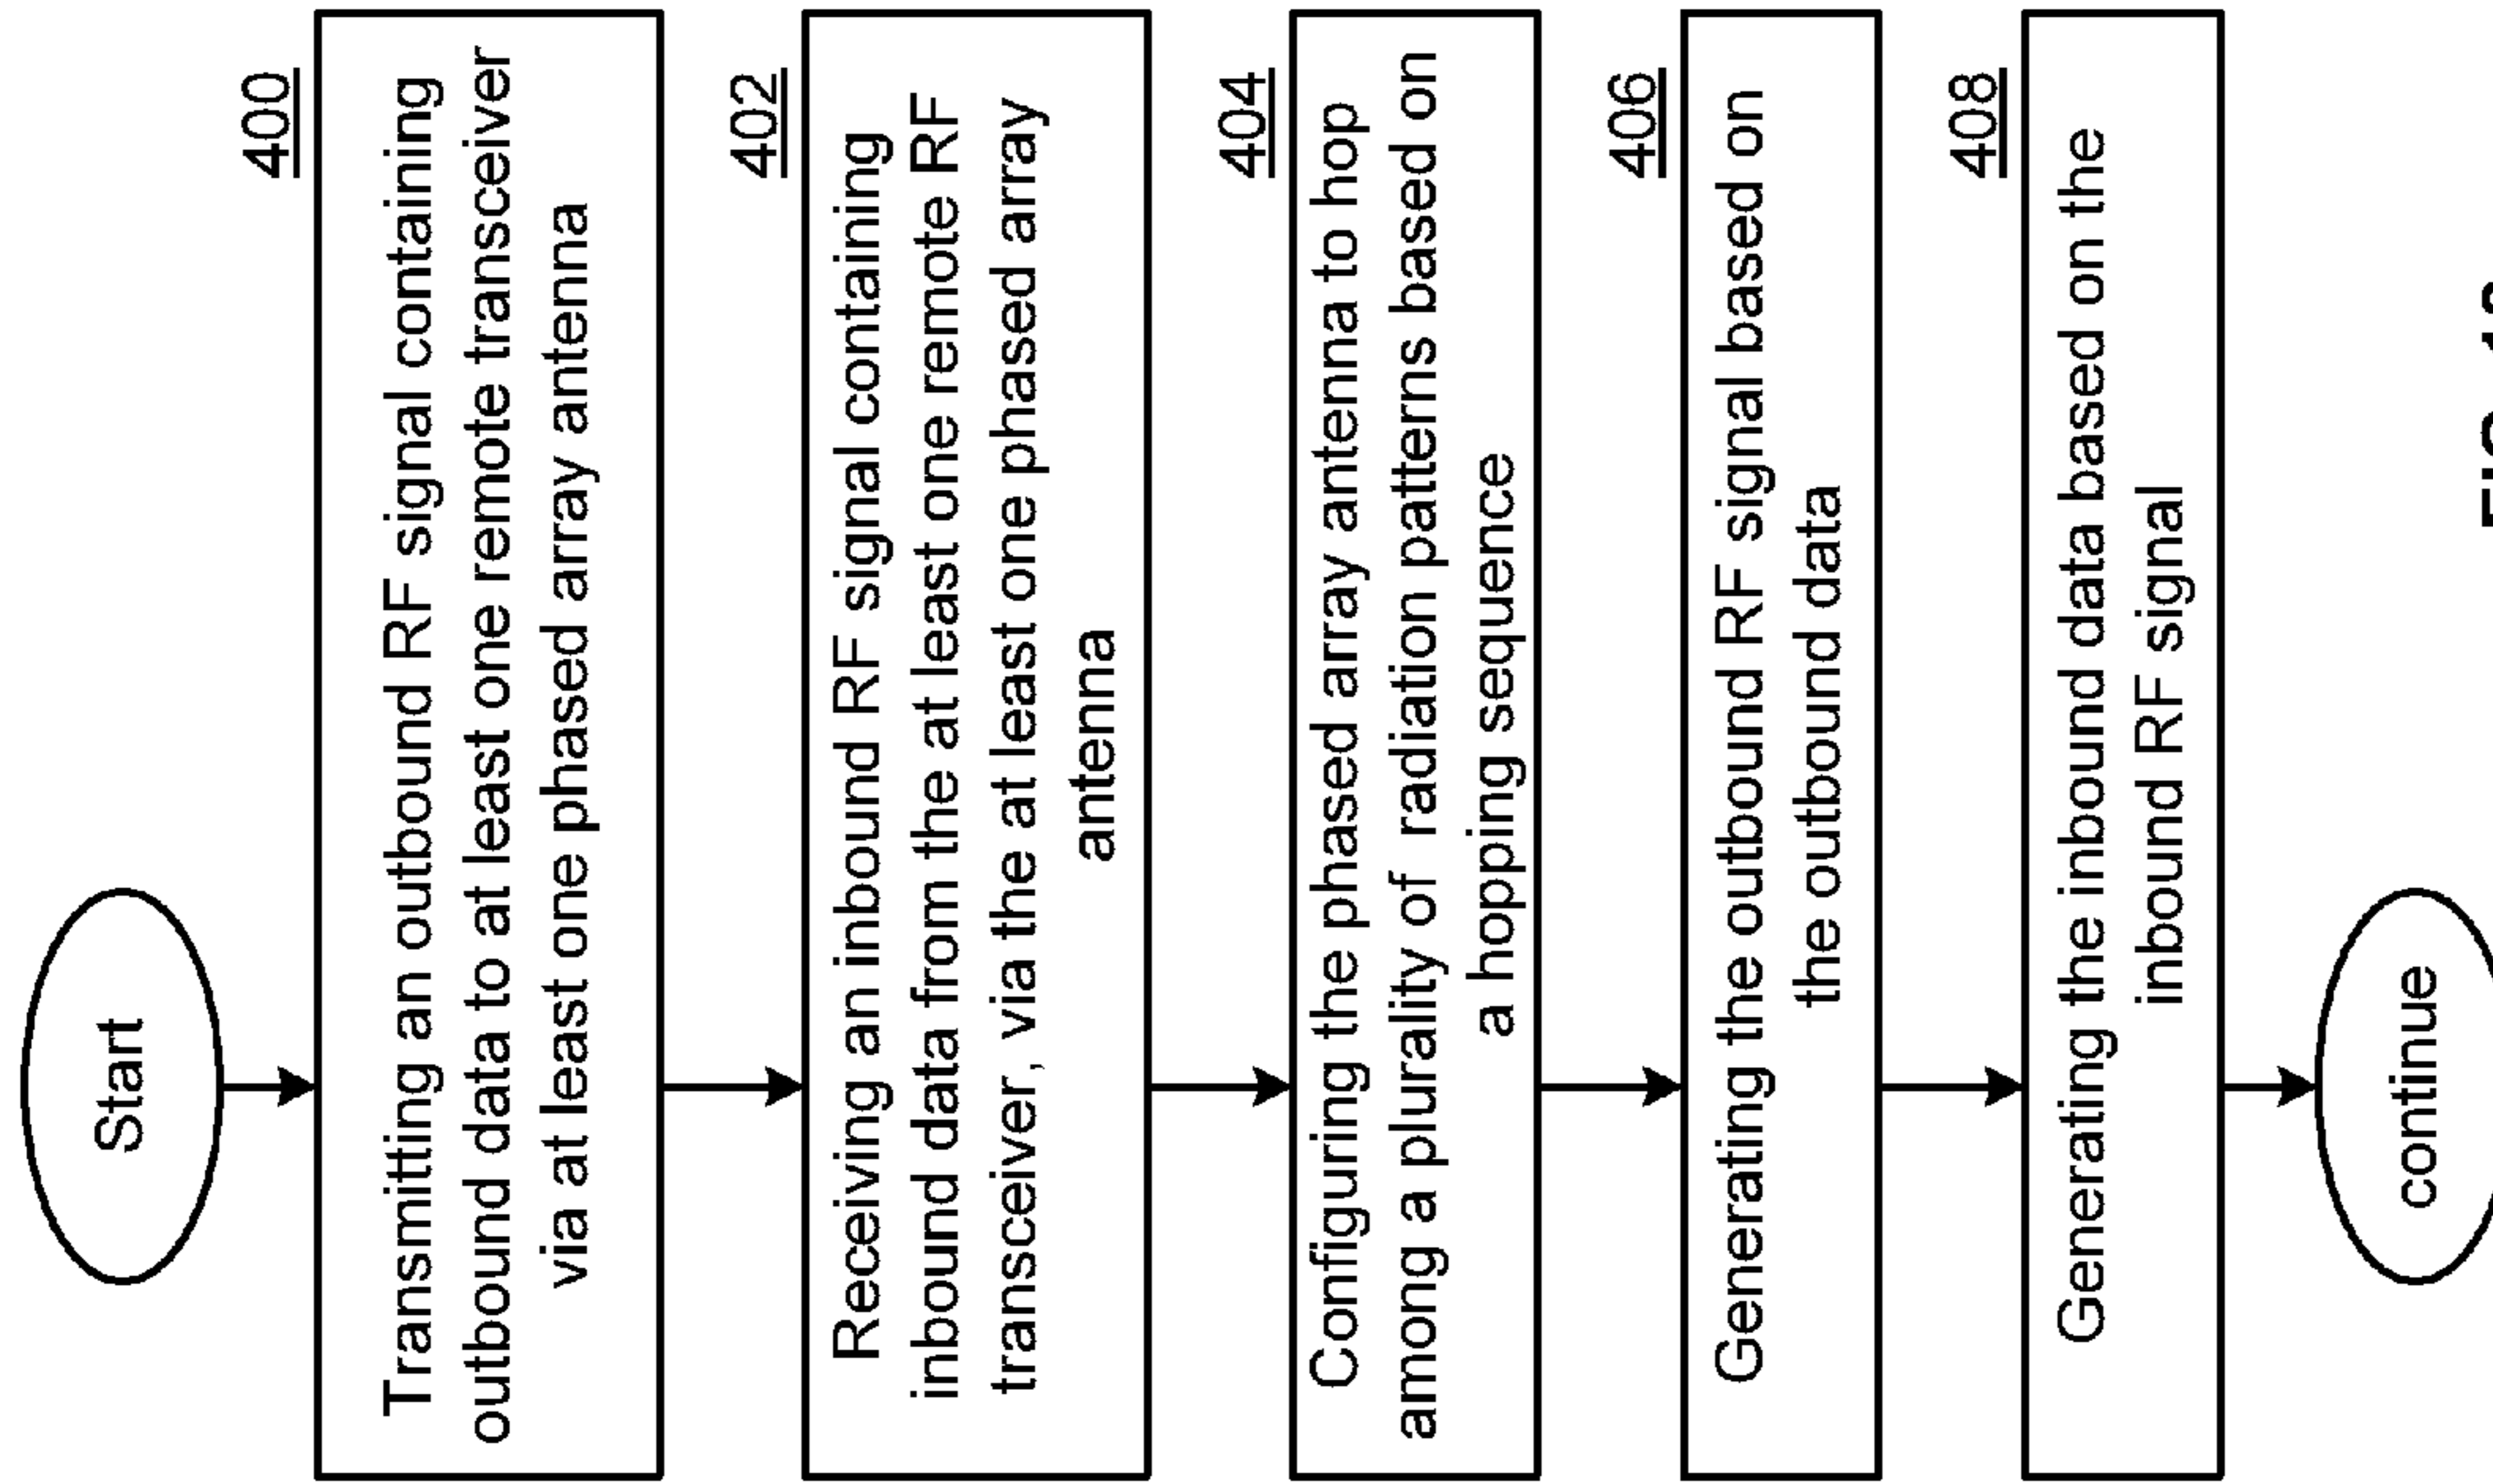 Start
400
Transmitting an outbound RF signal containing
outbound data to at least one remote transceiver
via at least one phased array antenna
402
Receiving an inbound RF signal containing
inbound data from the at least one remote RF
transceiver, via the at least one phased array
antenna
404
Configuring the phased array antenna to hop
among a plurality of radiation patterns based on
a hopping sequence
406
Generating the outbound RF signal based on
the outbound data
408
Generating the inbound data based on the
inbound RF signal
continue